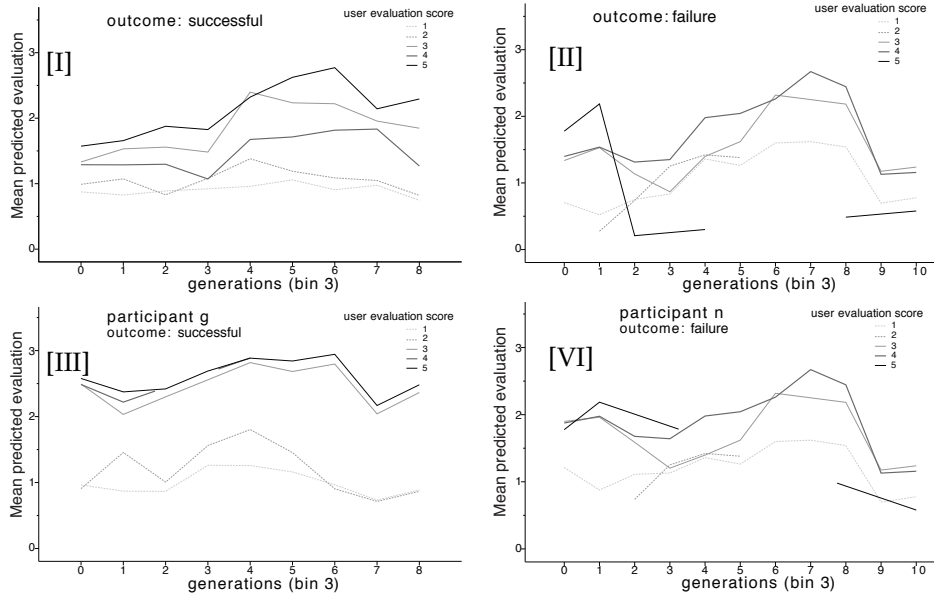 outcome: successful
user evaluation score
1
2
3
4
5
[I]
Mean predicted evaluation
3
2
1
0
0 1 2 3 4 5 6 7 8
generations (bin 3)
outcome: failure
user evaluation score
1
2
3
4
5
[II]
Mean predicted evaluation
3
2
1
0
0 1 2 3 4 5 6 7 8 9 10
generations (bin 3)
participant g
outcome: successful
user evaluation score
1
2
3
4
5
[III]
Mean predicted evaluation
3
2
1
0
0 1 2 3 4 5 6 7 8
generations (bin 3)
participant n
outcome: failure
user evaluation score
1
2
3
4
5
[VI]
Mean predicted evaluation
3
2
1
0
0 1 2 3 4 5 6 7 8 9 10
generations (bin 3)